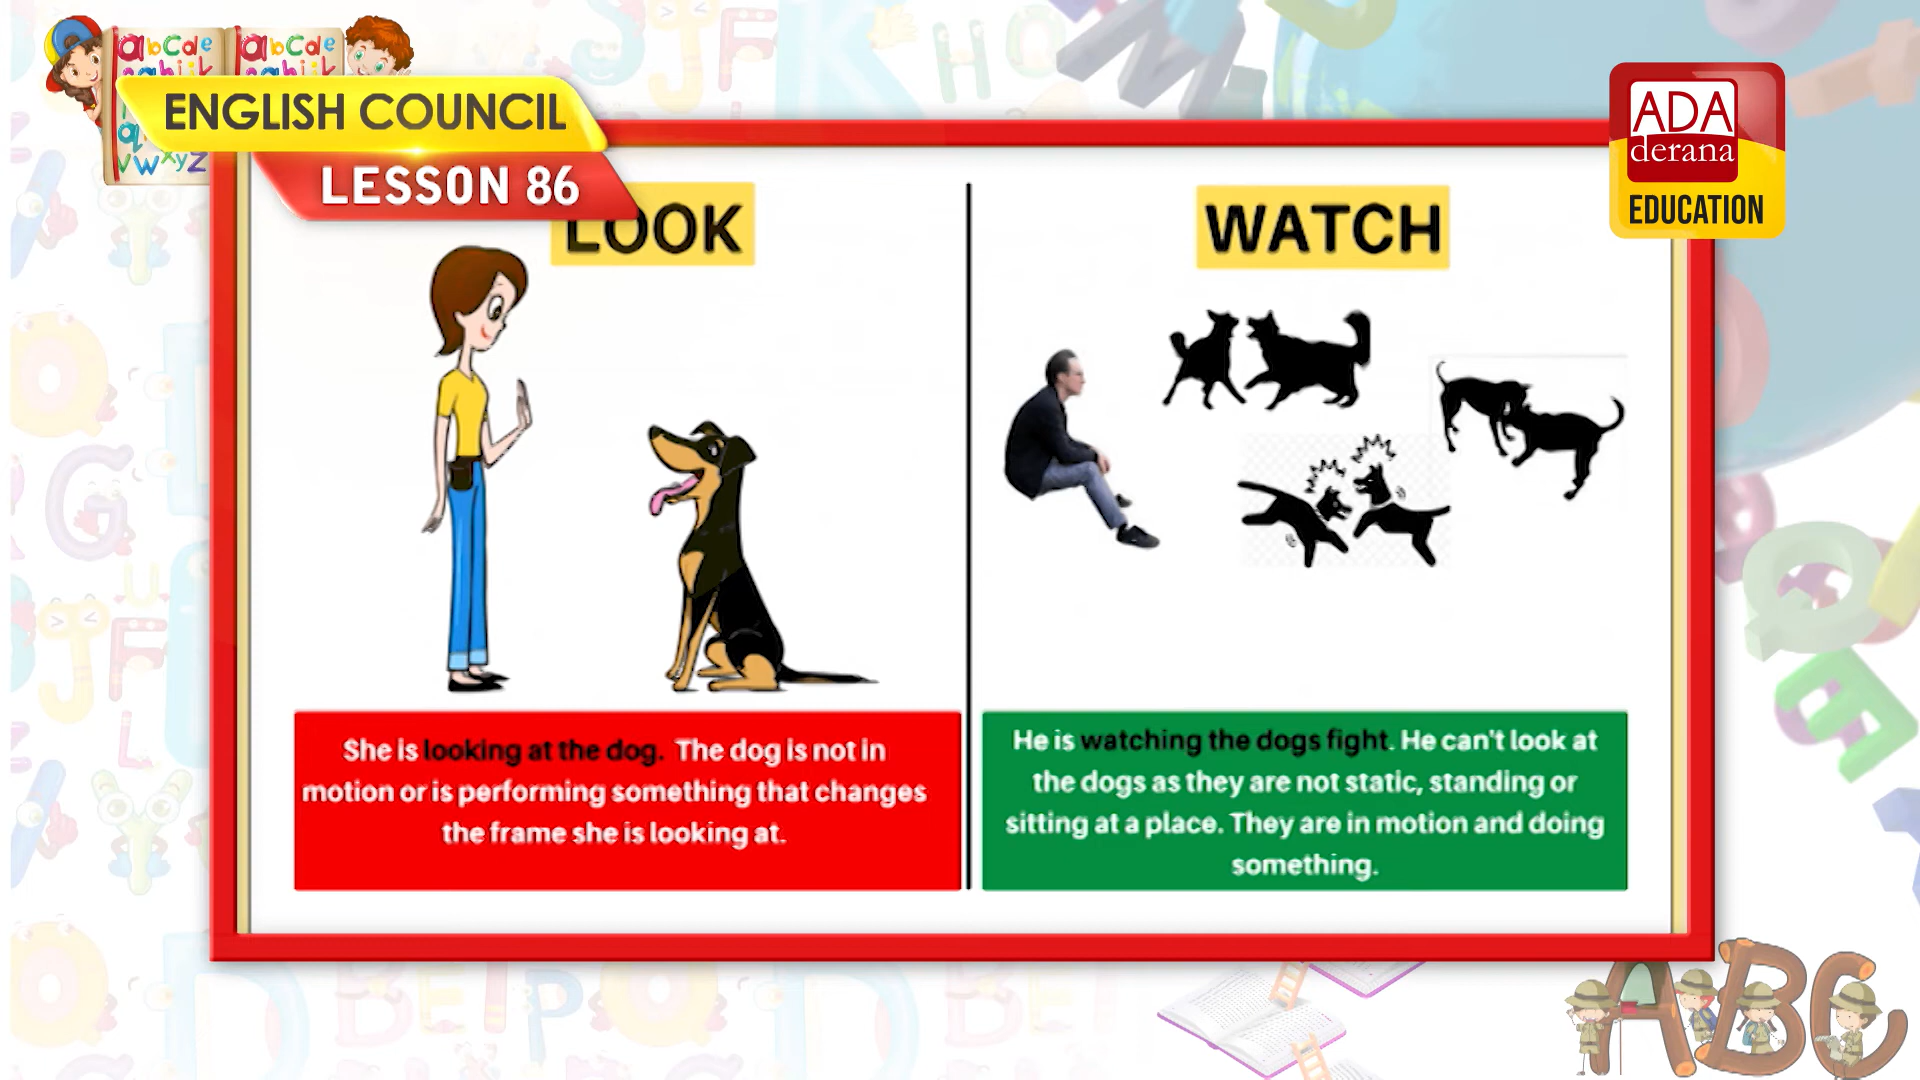 abCde abCde
ENGLISH COUNCIL
LESSON 86
ADA
derana
EDUCATION
LOOK
WATCH
She is looking at the dog. The dog is not in
motion or is performing something that changes
the frame she is looking at.
He is watching the dogs fight. He can't look at
the dogs as they are not static, standing or
sitting at a place. They are in motion and doing
something.
ABC